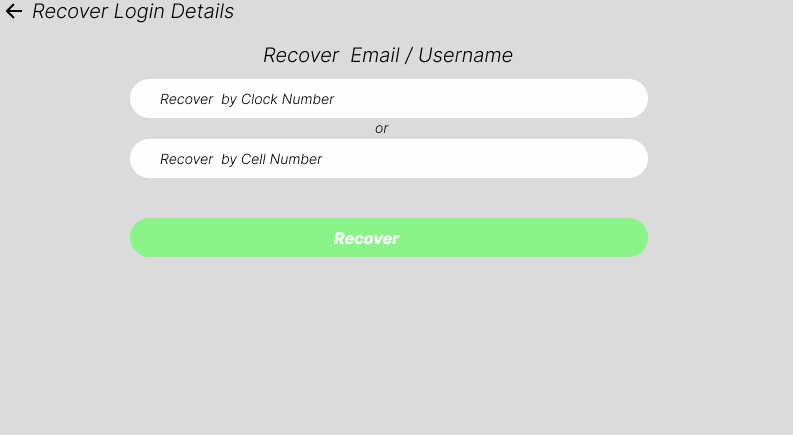 Recover Login Details
Recover Email / Username
Recover by Clock Number
or
Recover by Cell Number
Recover